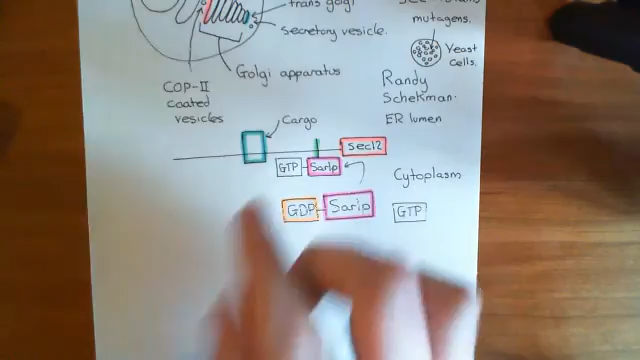 trans golgi
secretory vesicle.
Golgi apparatus
COP-II
coated
vesicles
mutagens.
Yeast
cells.
Randy
Schekman.
ER lumen
Cargo
Sec12
GTP
Sar1p
Cytoplasm
GDP
Sar1p
GTP